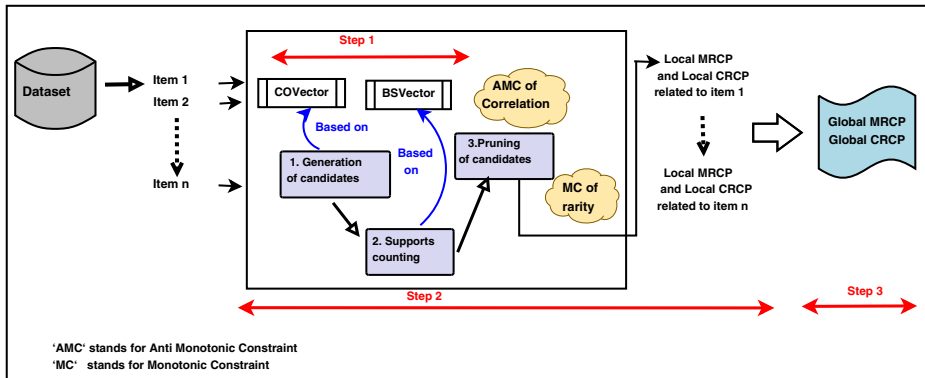 Step 1
Dataset
Item 1
Item 2
Item n
COVector
BSVector
AMC of
Correlation
Based on
Based
on
1. Generation
of candidates
3.Pruning
of candidates
2. Supports
counting
MC of
rarity
Local MRCP
and Local CRCP
related to item 1
Local MRCP
and Local CRCP
related to item n
Global MRCP
Global CRCP
Step 2
Step 3
‘AMC‘ stands for Anti Monotonic Constraint
‘MC‘ stands for Monotonic Constraint